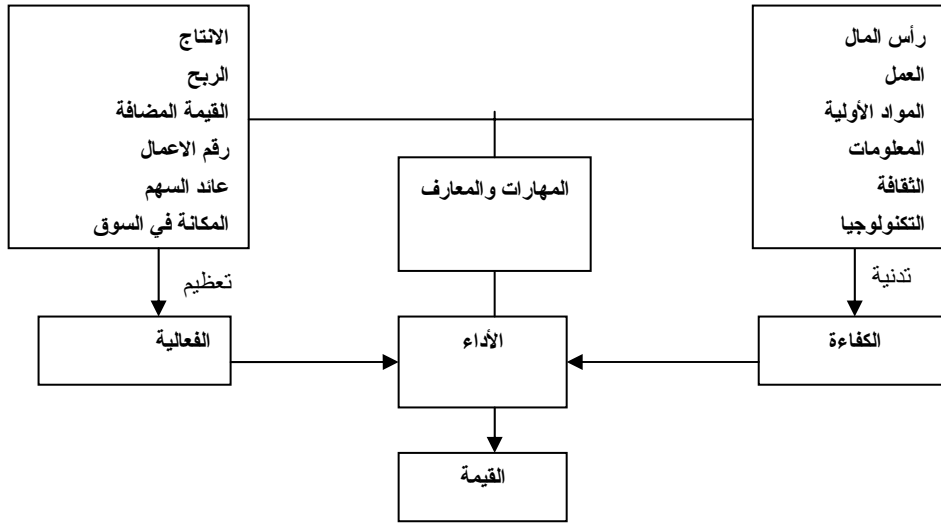 رأس المال
العمل
المواد الأولية
المعلومات
الثقافة
التكنولوجيا
الانتاج
الربح
القيمة المضافة
رقم الاعمال
عائد السهم
المكانة في السوق
المهارات والمعارف
تدنية
تعظيم
الكفاءة
الأداء
الفعالية
القيمة